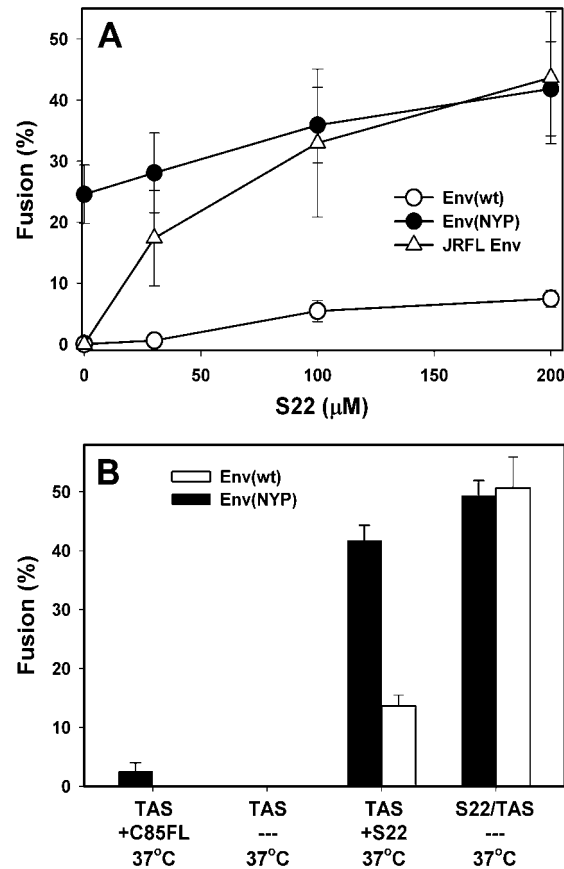 A
50
40
30
20
10
0
Fusion (%)
Env(wt)
Env(NYP)
JRFL Env
0 50 100 150 200
S22 (μM)
B
Env(wt)
Env(NYP)
50
40
30
20
10
0
Fusion (%)
TAS TAS TAS S22/TAS
+C85FL --- +S22 ---
37°C 37°C 37°C 37°C